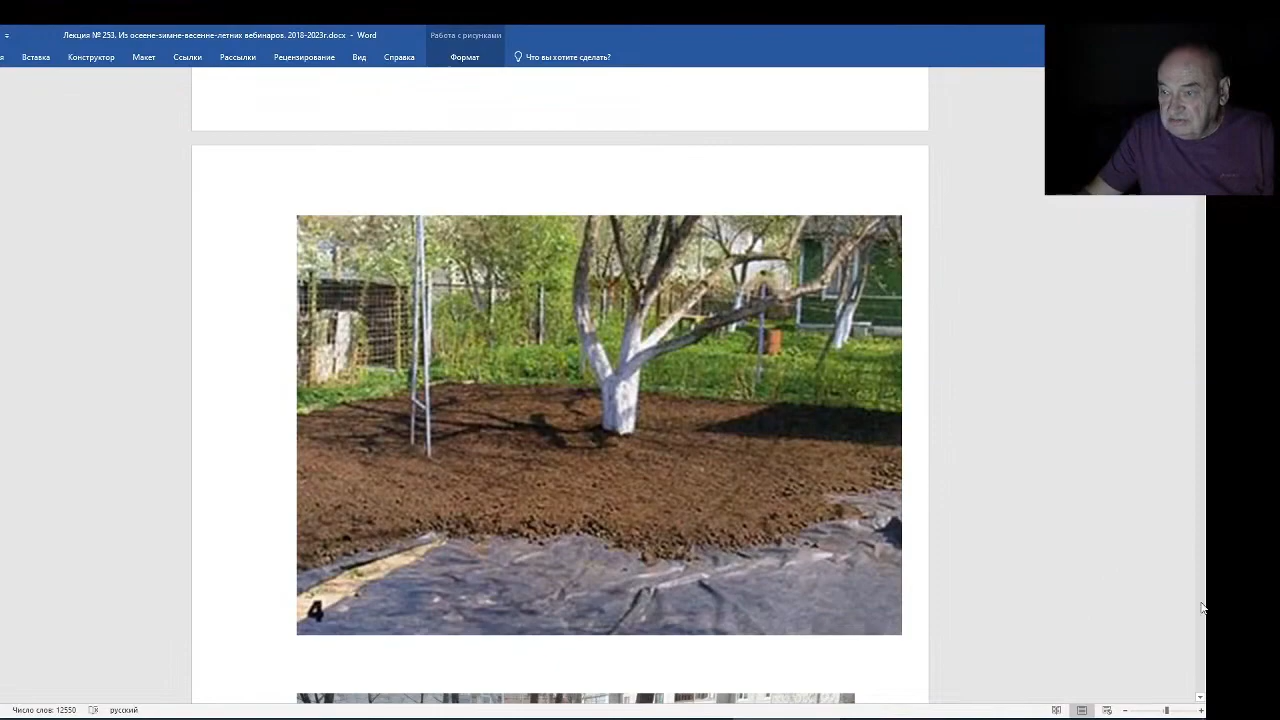 Лекция № 253. Из осеене-зимне-весенне-летних вебинаров. 2018-2023г.docx - Word
Работа с рисунками
Вставка Конструктор Макет Ссылки Рассылки Рецензирование Вид Справка Формат Что вы хотите сделать?
4
Число слов: 12550 русский